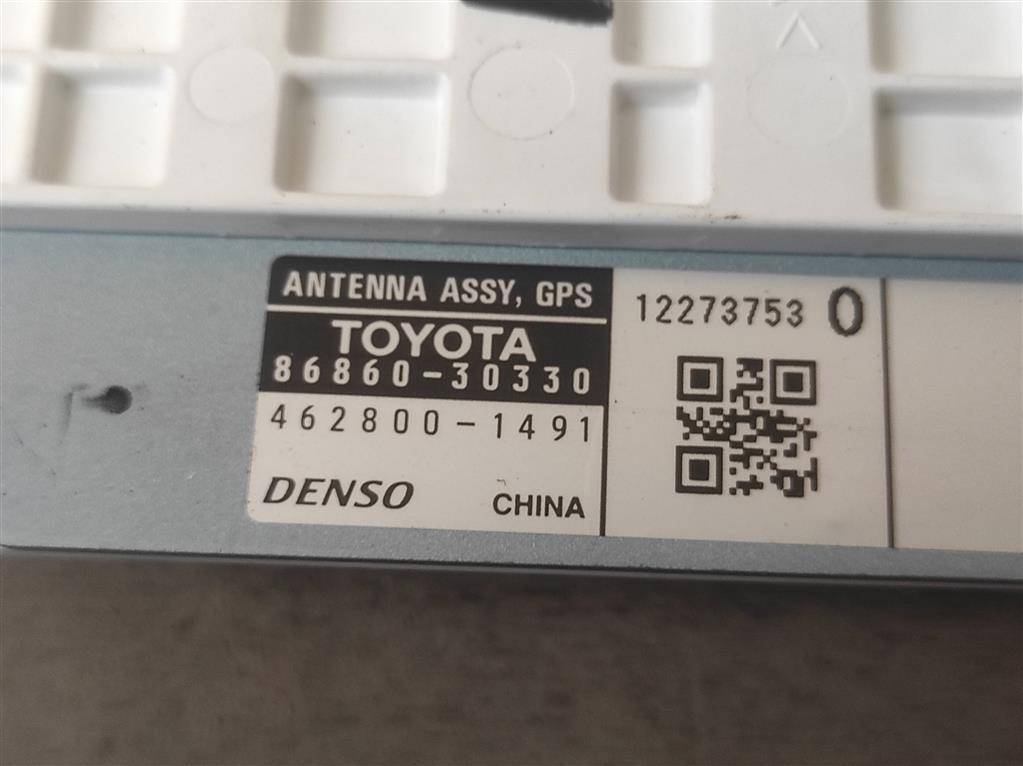 ANTENNA ASSY, GPS
TOYOTA
86860-30330
462800-1491
DENSO CHINA
12273753 0